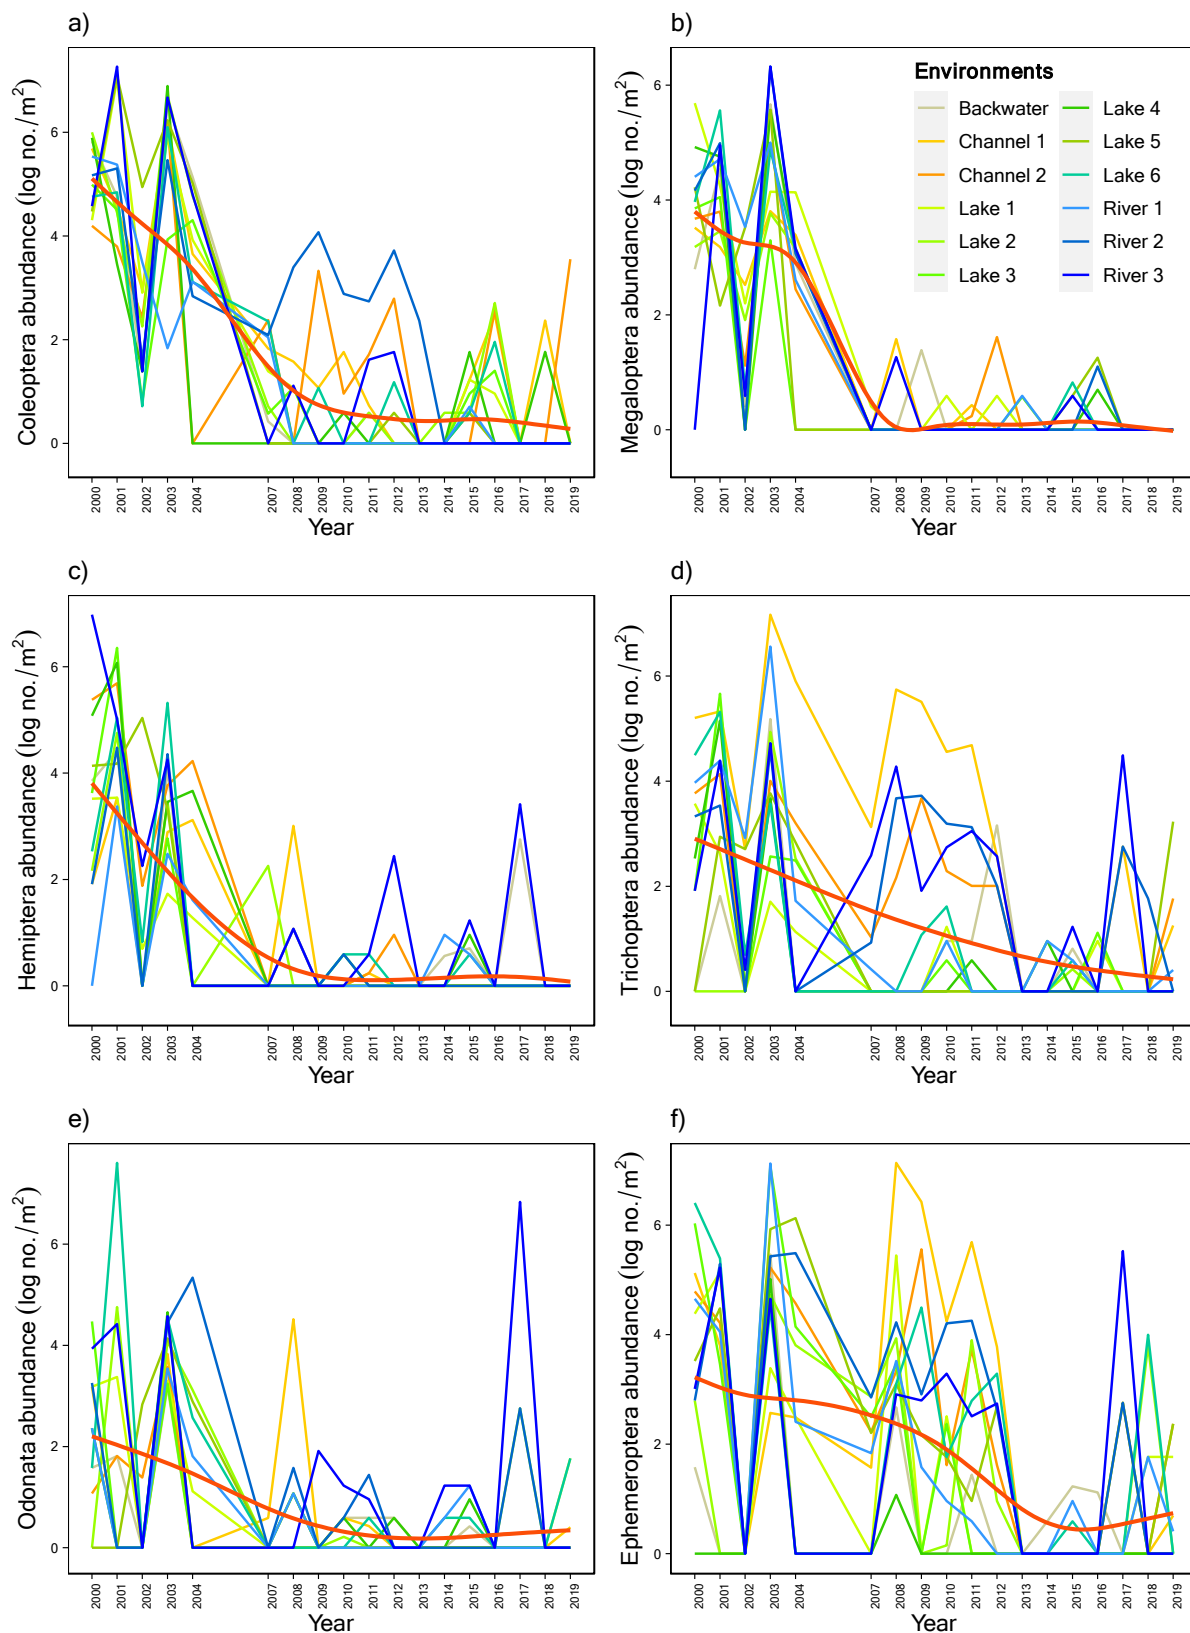 a)
Coleoptera abundance (log no./m²)
6
4
2
0
2000 2001 2002 2003 2004 2007 2008 2009 2010 2011 2012 2013 2014 2015 2016 2017 2018 2019
Year
b)
Megaloptera abundance (log no./m²)
6
4
2
0
Environments
Backwater
Channel 1
Channel 2
Lake 1
Lake 2
Lake 3
Lake 4
Lake 5
Lake 6
River 1
River 2
River 3
2000 2001 2002 2003 2004 2007 2008 2009 2010 2011 2012 2013 2014 2015 2016 2017 2018 2019
Year
c)
Hemiptera abundance (log no./m²)
6
4
2
0
2000 2001 2002 2003 2004 2007 2008 2009 2010 2011 2012 2013 2014 2015 2016 2017 2018 2019
Year
d)
Trichoptera abundance (log no./m²)
6
4
2
0
2000 2001 2002 2003 2004 2007 2008 2009 2010 2011 2012 2013 2014 2015 2016 2017 2018 2019
Year
e)
Odonata abundance (log no./m²)
6
4
2
0
2000 2001 2002 2003 2004 2007 2008 2009 2010 2011 2012 2013 2014 2015 2016 2017 2018 2019
Year
f)
Ephemeroptera abundance (log no./m²)
6
4
2
0
2000 2001 2002 2003 2004 2007 2008 2009 2010 2011 2012 2013 2014 2015 2016 2017 2018 2019
Year